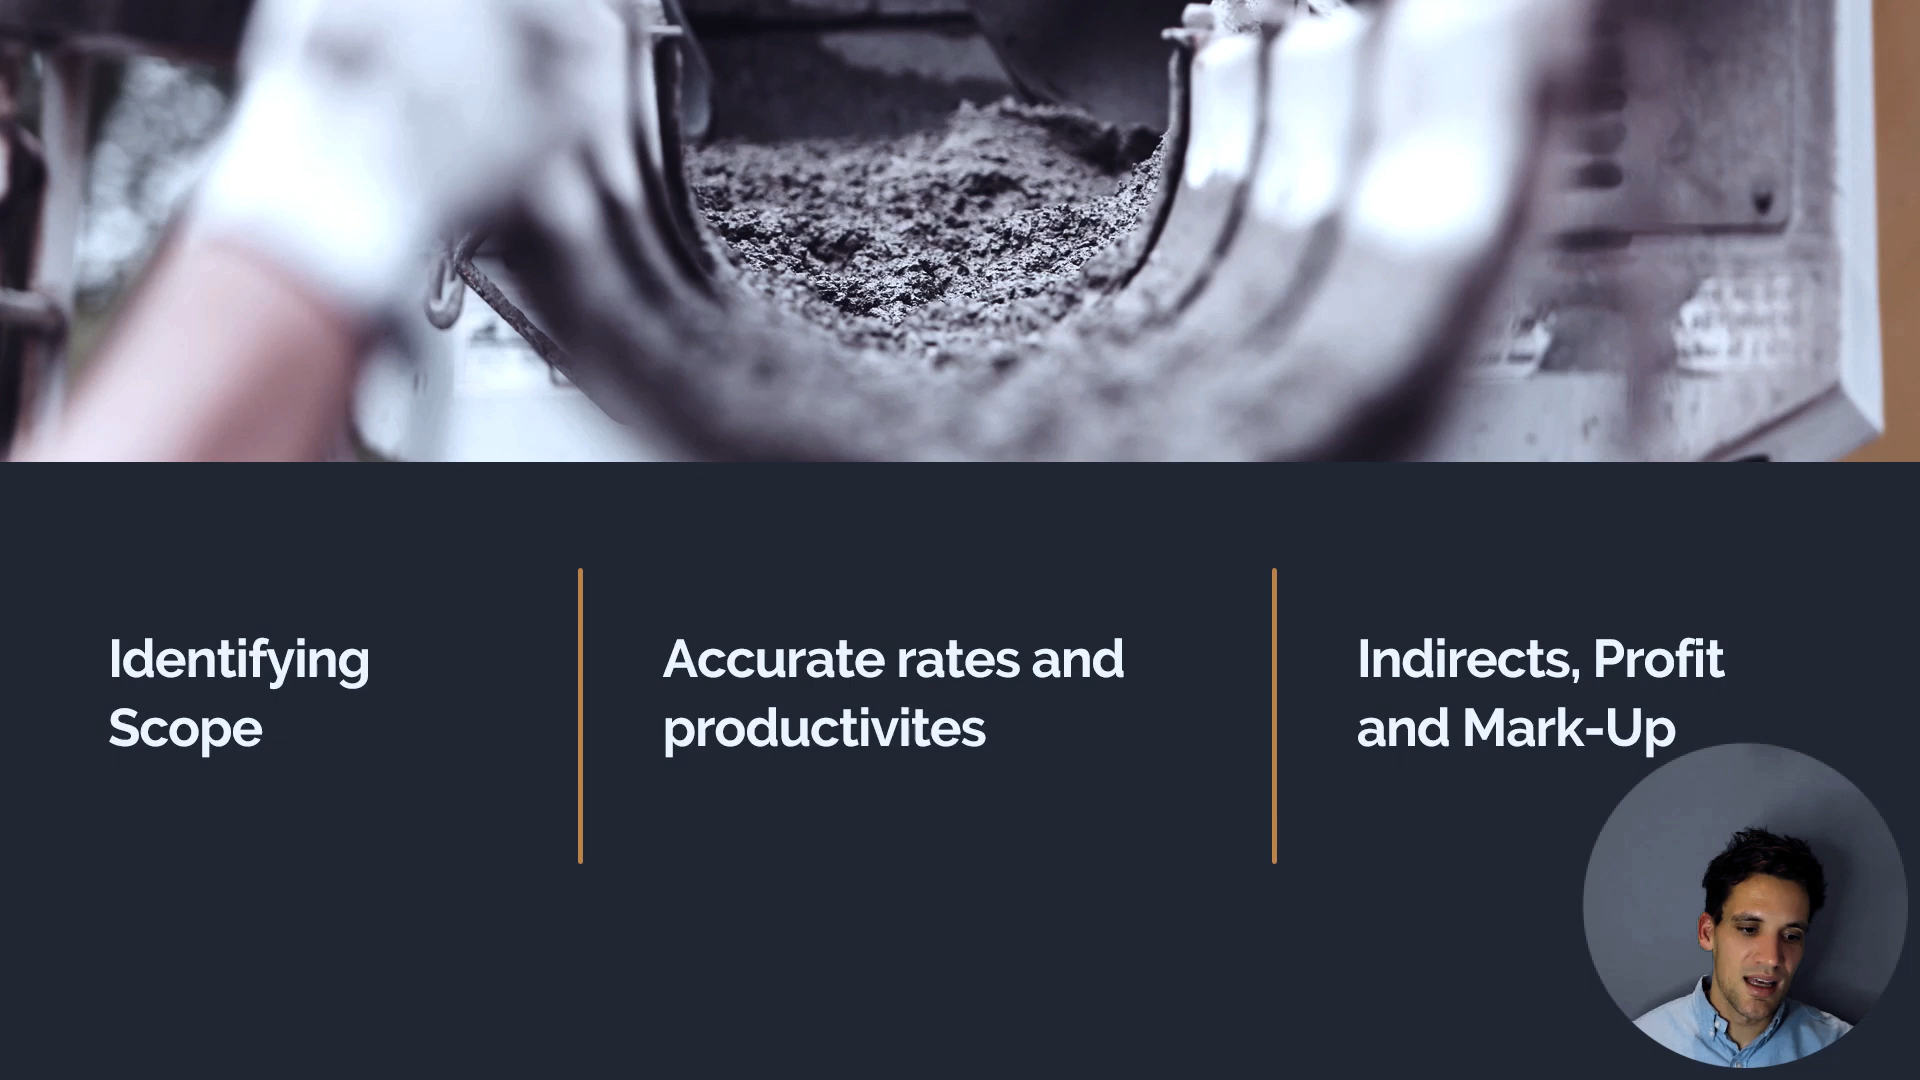 Identifying
Scope
Accurate rates and
productivites
Indirects, Profit
and Mark-Up